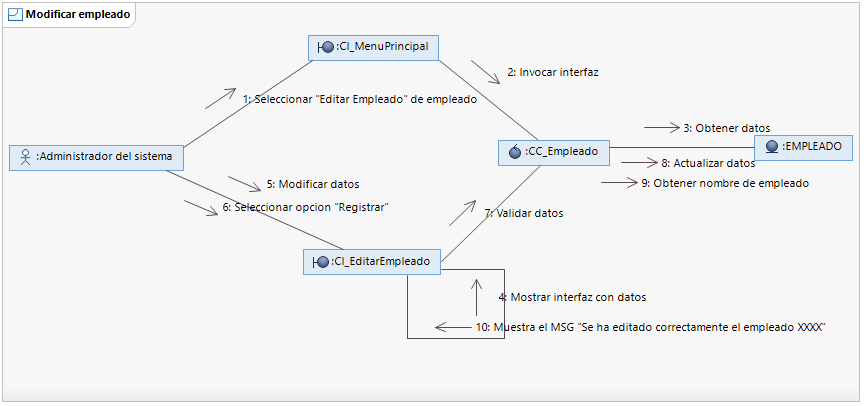 Modificar empleado
:CI_MenuPrincipal
2: Invocar interfaz
1: Seleccionar "Editar Empleado" de empleado
3: Obtener datos
:Administrador del sistema
:CC_Empleado
:EMPLEADO
8: Actualizar datos
5: Modificar datos
9: Obtener nombre de empleado
6: Seleccionar opcion "Registrar"
7: Validar datos
:CI_EditarEmpleado
4: Mostrar interfaz con datos
10: Muestra el MSG "Se ha editado correctamente el empleado XXXX"